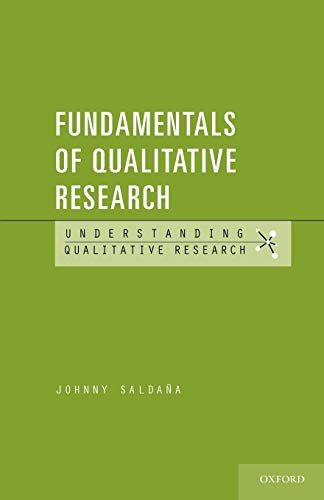 FUNDAMENTALS
OF QUALITATIVE
RESEARCH
UNDERSTANDING
QUALITATIVE RESEARCH
JOHNNY SALDAÑA
OXFORD